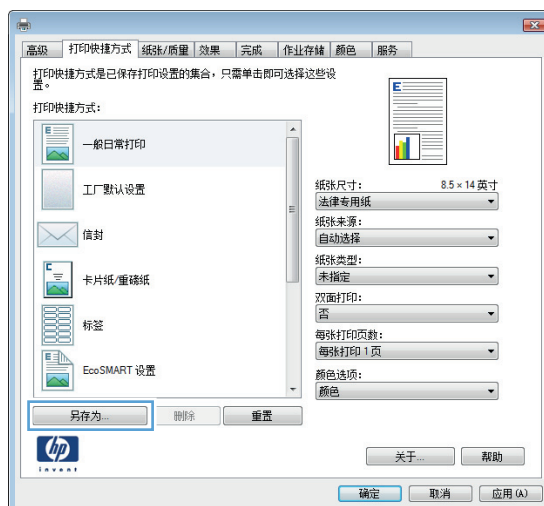 高级 打印快捷方式 纸张/质量 效果 完成 作业存储 颜色 服务
打印快捷方式是已保存打印设置的集合，只需单击即可选择这些设
置。
打印快捷方式：
一般日常打印
工厂默认设置
信封
卡片纸/重磅纸
标签
EcoSMART 设置
另存为... 删除 重置
纸张尺寸： 8.5 × 14 英寸
法律专用纸
纸张来源：
自动选择
纸张类型：
未指定
双面打印：
否
每张打印页数：
每张打印 1 页
颜色选项：
颜色
hp
invent
关于... 帮助
确定 取消 应用 (A)